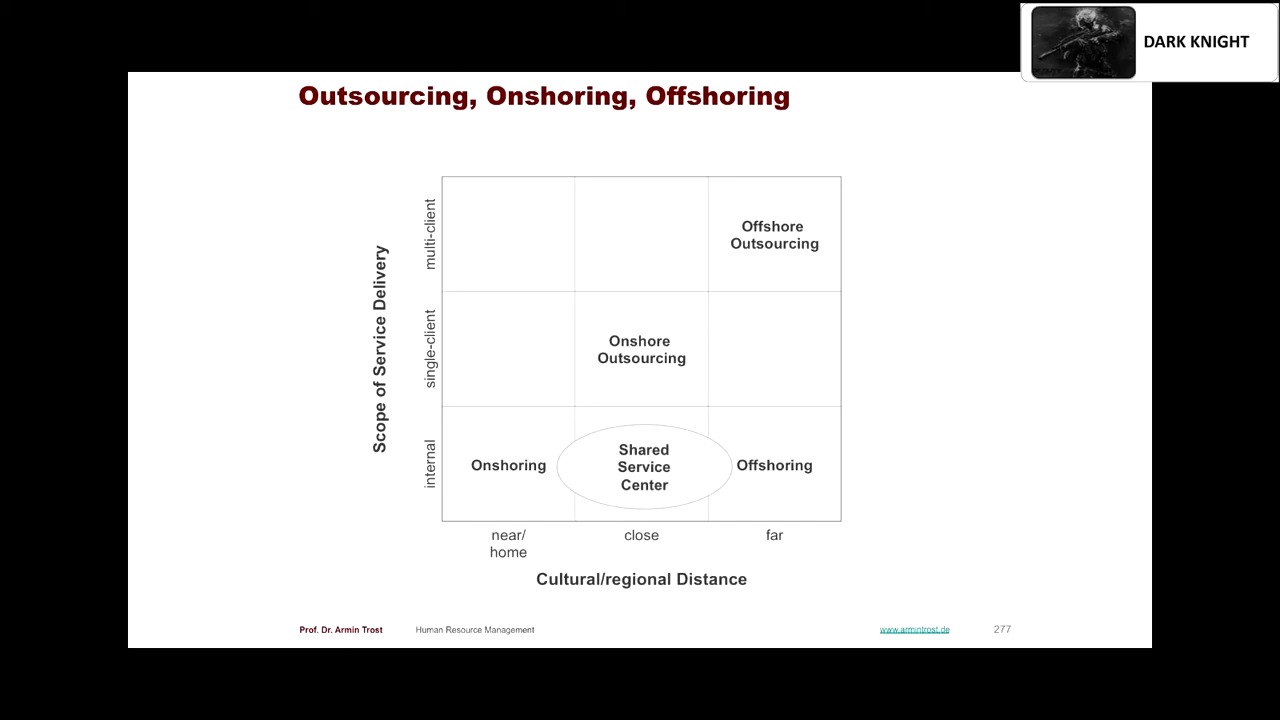 DARK KNIGHT
Outsourcing, Onshoring, Offshoring
Scope of Service Delivery
multi-client
single-client
internal
Offshore
Outsourcing
Onshore
Outsourcing
Onshoring
Shared
Service
Center
Offshoring
near/
home
close
far
Cultural/regional Distance
Prof. Dr. Armin Trost
Human Resource Management
www.armintrost.de
277